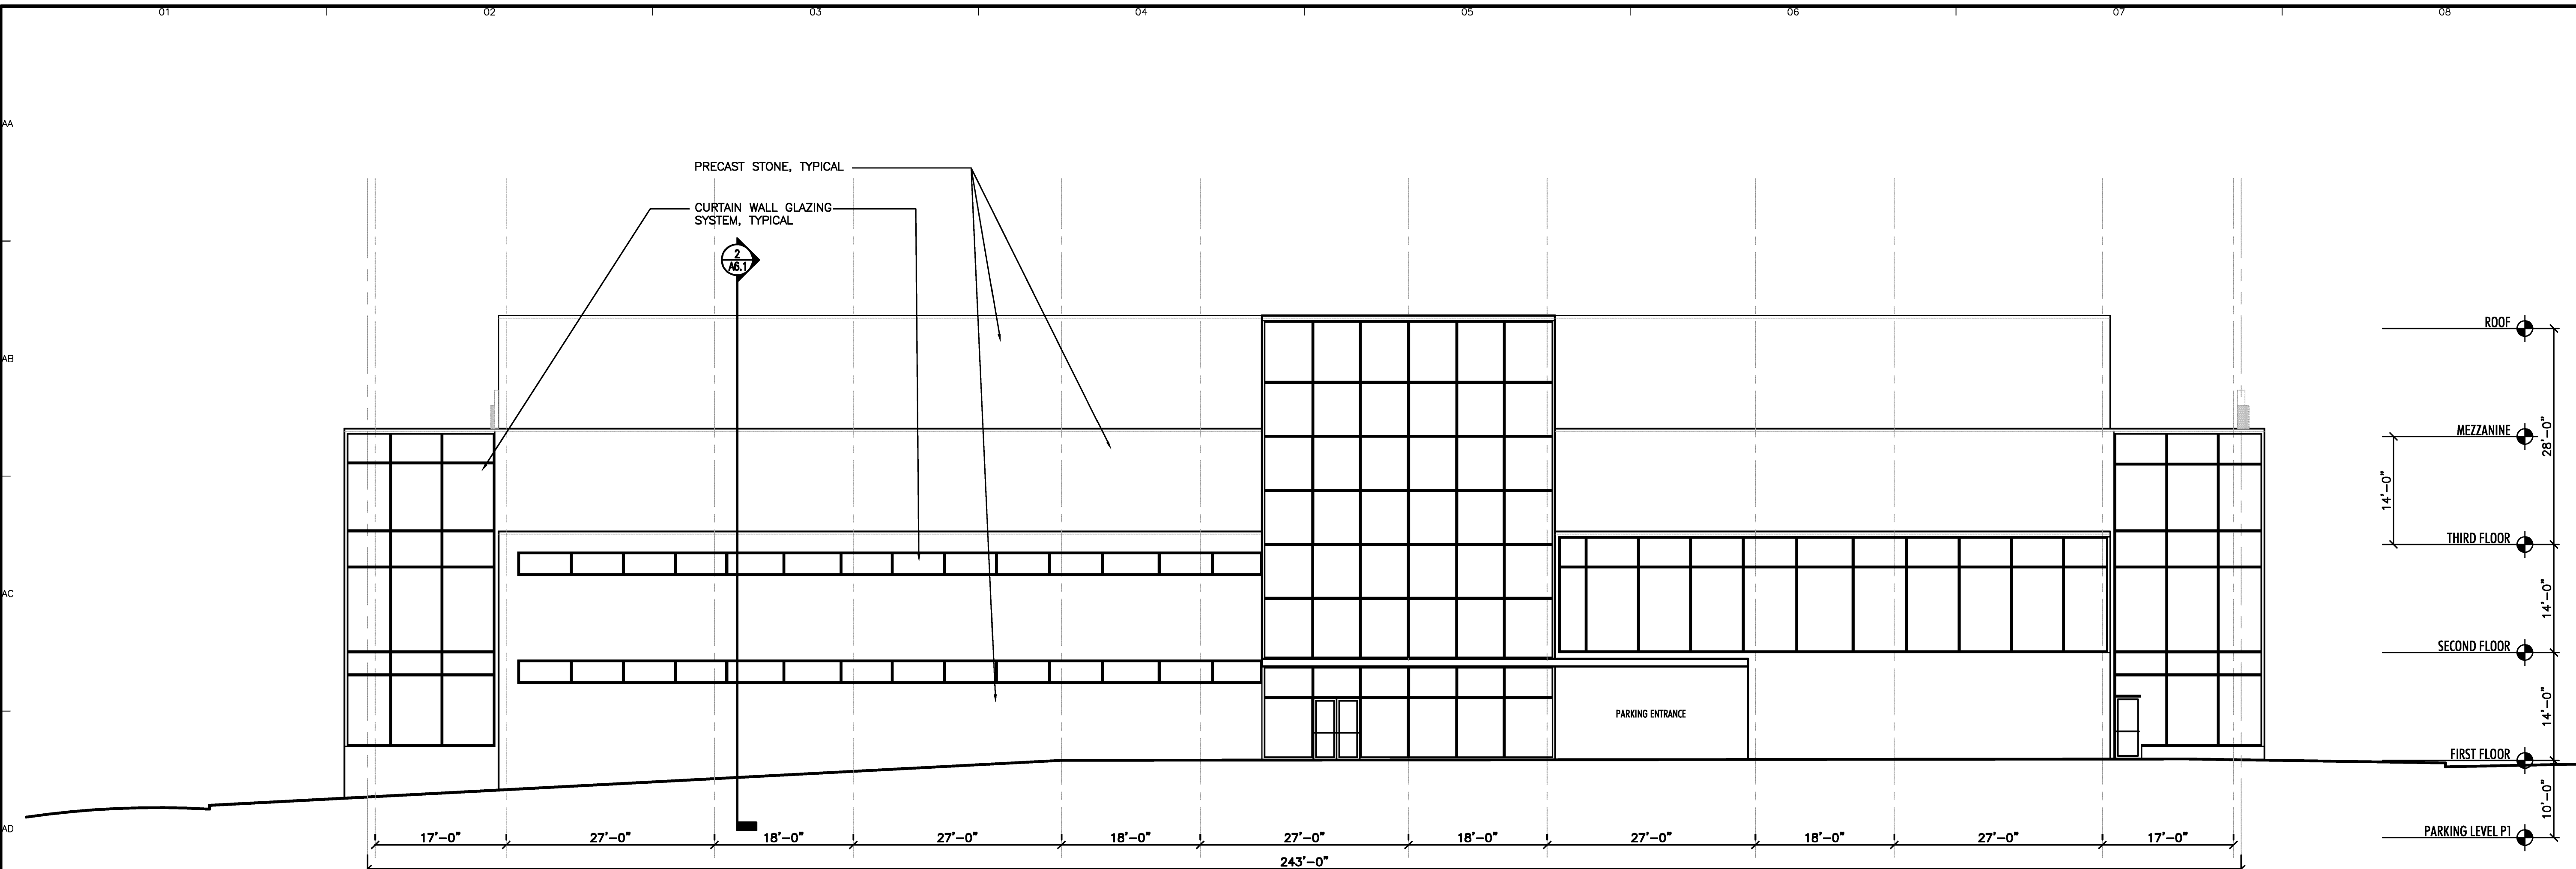 01 02 03 04 05 06 07 08
AA
PRECAST STONE, TYPICAL
CURTAIN WALL GLAZING
SYSTEM, TYPICAL
2
A6.1
ROOF
AB
MEZZANINE
28'-0"
14'-0"
THIRD FLOOR
AC
14'-0"
SECOND FLOOR
14'-0"
PARKING ENTRANCE
FIRST FLOOR
10'-0"
AD
PARKING LEVEL P1
17'-0" 27'-0" 18'-0" 27'-0" 18'-0" 27'-0" 18'-0" 27'-0" 18'-0" 27'-0" 17'-0"
243'-0"